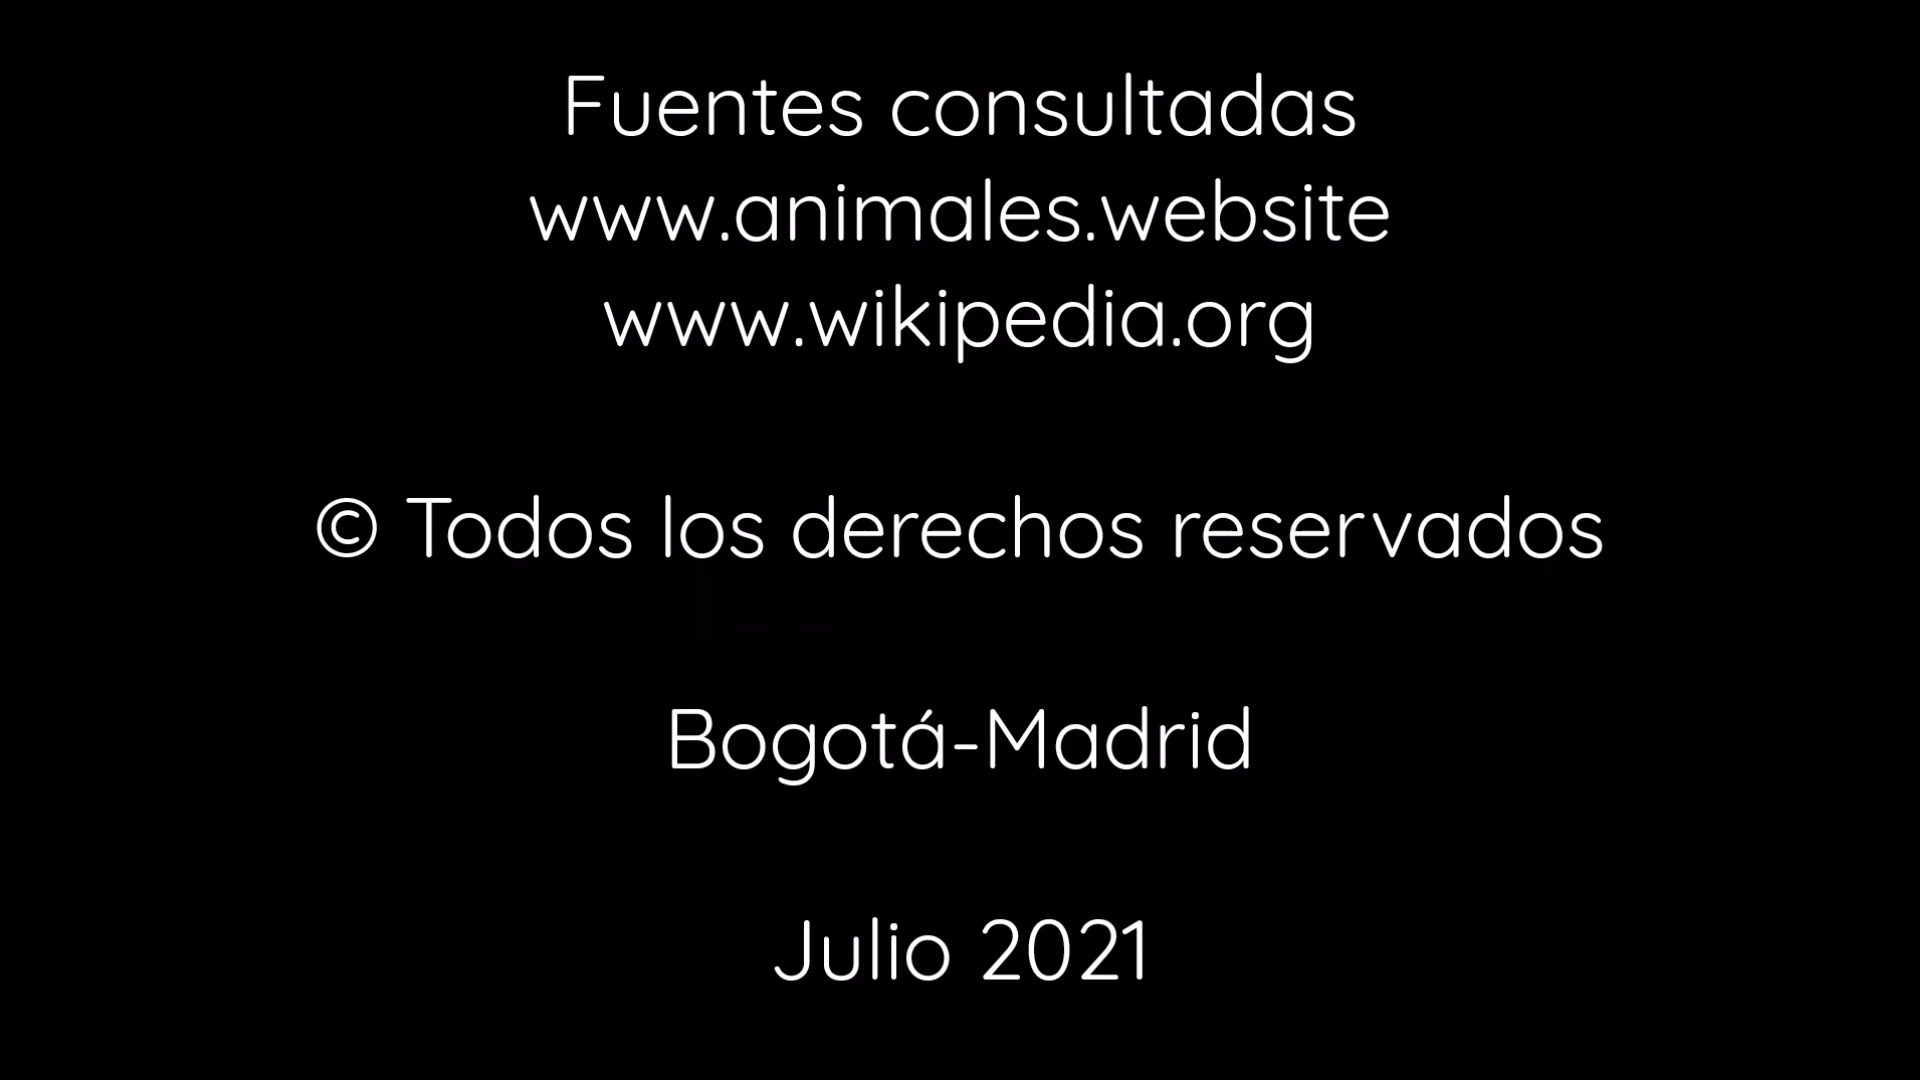 Fuentes consultadas
www.animales.website
www.wikipedia.org
© Todos los derechos reservados
Bogotá-Madrid
Julio 2021